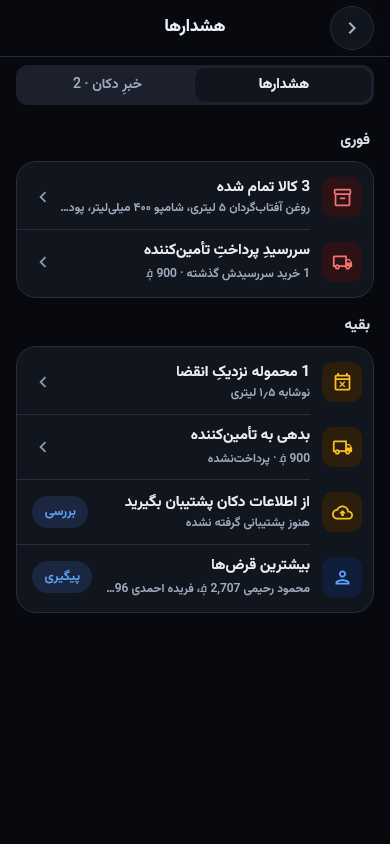 هشدارها
هشدارها
خبرِ دکان · 2
فوری
3 کالا تمام شده
روغن آفتاب‌گردان ۵ لیتری، شامپو ۴۰۰ میلی‌لیتر، پود...
سررسیدِ پرداختِ تأمین‌کننده
1 خرید سررسیدش گذشته · 900 ؋
بقیه
1 محموله نزدیکِ انقضا
نوشابه ۱٫۵ لیتری
بدهی به تأمین‌کننده
900 ؋ · پرداخت‌نشده
از اطلاعات دکان پشتیبان بگیرید
هنوز پشتیبانی گرفته نشده
بررسی
بیشترین قرض‌ها
محمود رحیمی 2,707 ؋، فریده احمدی 96...
پیگیری